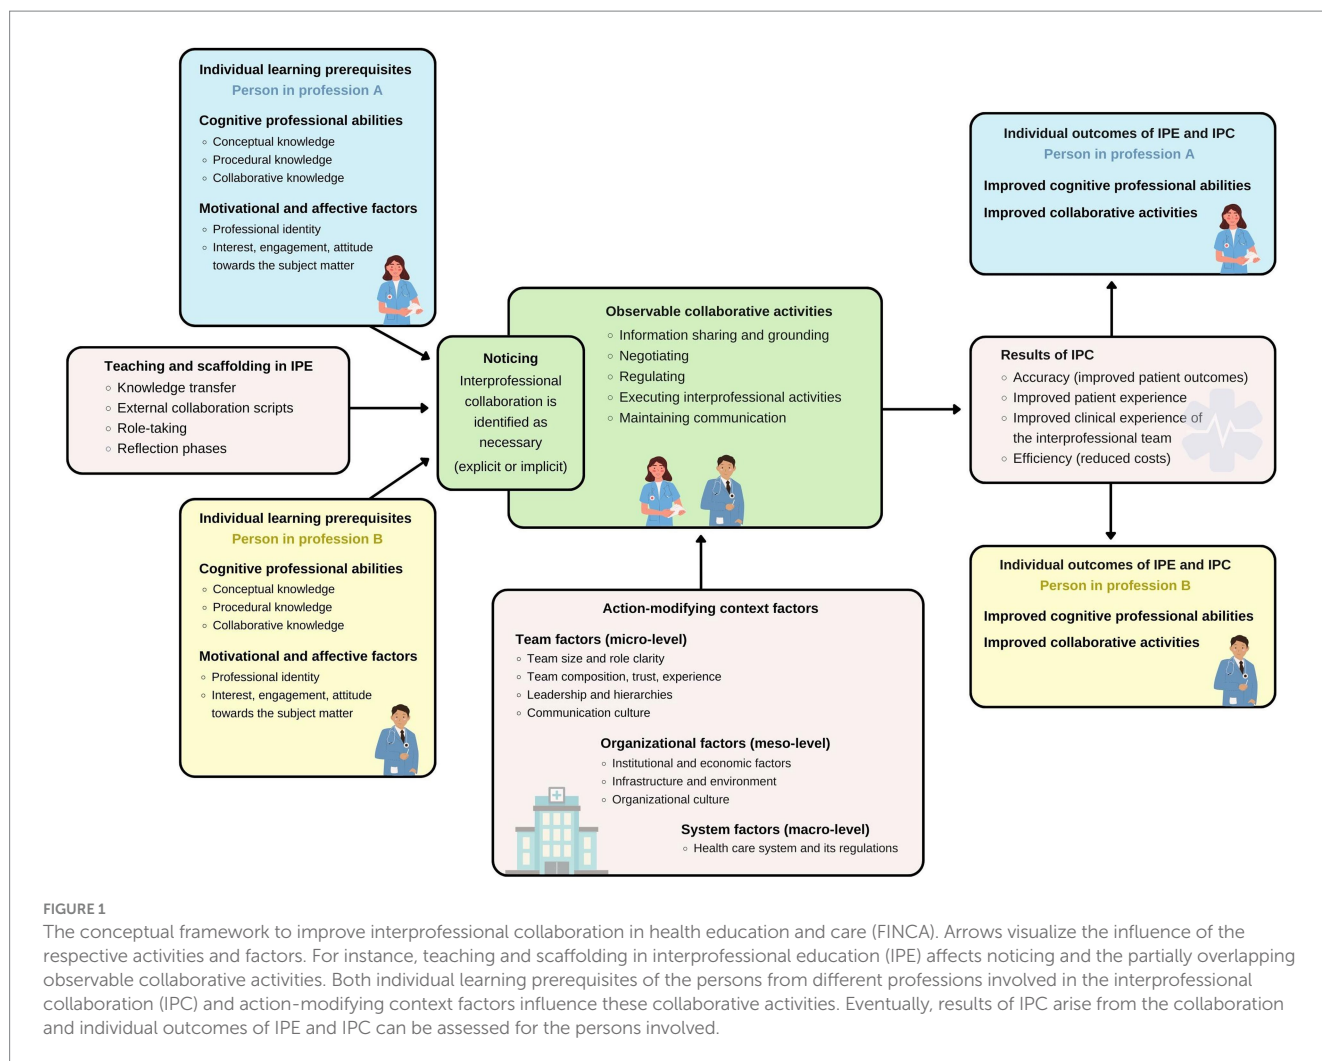 Individual learning prerequisites
Person in profession A
Cognitive professional abilities
Conceptual knowledge
Procedural knowledge
Collaborative knowledge
Motivational and affective factors
Professional identity
Interest, engagement, attitude
towards the subject matter
Teaching and scaffolding in IPE
Knowledge transfer
External collaboration scripts
Role-taking
Reflection phases
Individual learning prerequisites
Person in profession B
Cognitive professional abilities
Conceptual knowledge
Procedural knowledge
Collaborative knowledge
Motivational and affective factors
Professional identity
Interest, engagement, attitude
towards the subject matter
Noticing
Interprofessional
collaboration is
identified as
necessary
(explicit or implicit)
Observable collaborative activities
Information sharing and grounding
Negotiating
Regulating
Executing interprofessional activities
Maintaining communication
Action-modifying context factors
Team factors (micro-level)
Team size and role clarity
Team composition, trust, experience
Leadership and hierarchies
Communication culture
Organizational factors (meso-level)
Institutional and economic factors
Infrastructure and environment
Organizational culture
System factors (macro-level)
Health care system and its regulations
Individual outcomes of IPE and IPC
Person in profession A
Improved cognitive professional abilities
Improved collaborative activities
Results of IPC
Accuracy (improved patient outcomes)
Improved patient experience
Improved clinical experience of
the interprofessional team
Efficiency (reduced costs)
Individual outcomes of IPE and IPC
Person in profession B
Improved cognitive professional abilities
Improved collaborative activities
FIGURE 1
The conceptual framework to improve interprofessional collaboration in health education and care (FINCA). Arrows visualize the influence of the
respective activities and factors. For instance, teaching and scaffolding in interprofessional education (IPE) affects noticing and the partially overlapping
observable collaborative activities. Both individual learning prerequisites of the persons from different professions involved in the interprofessional
collaboration (IPC) and action-modifying context factors influence these collaborative activities. Eventually, results of IPC arise from the collaboration
and individual outcomes of IPE and IPC can be assessed for the persons involved.